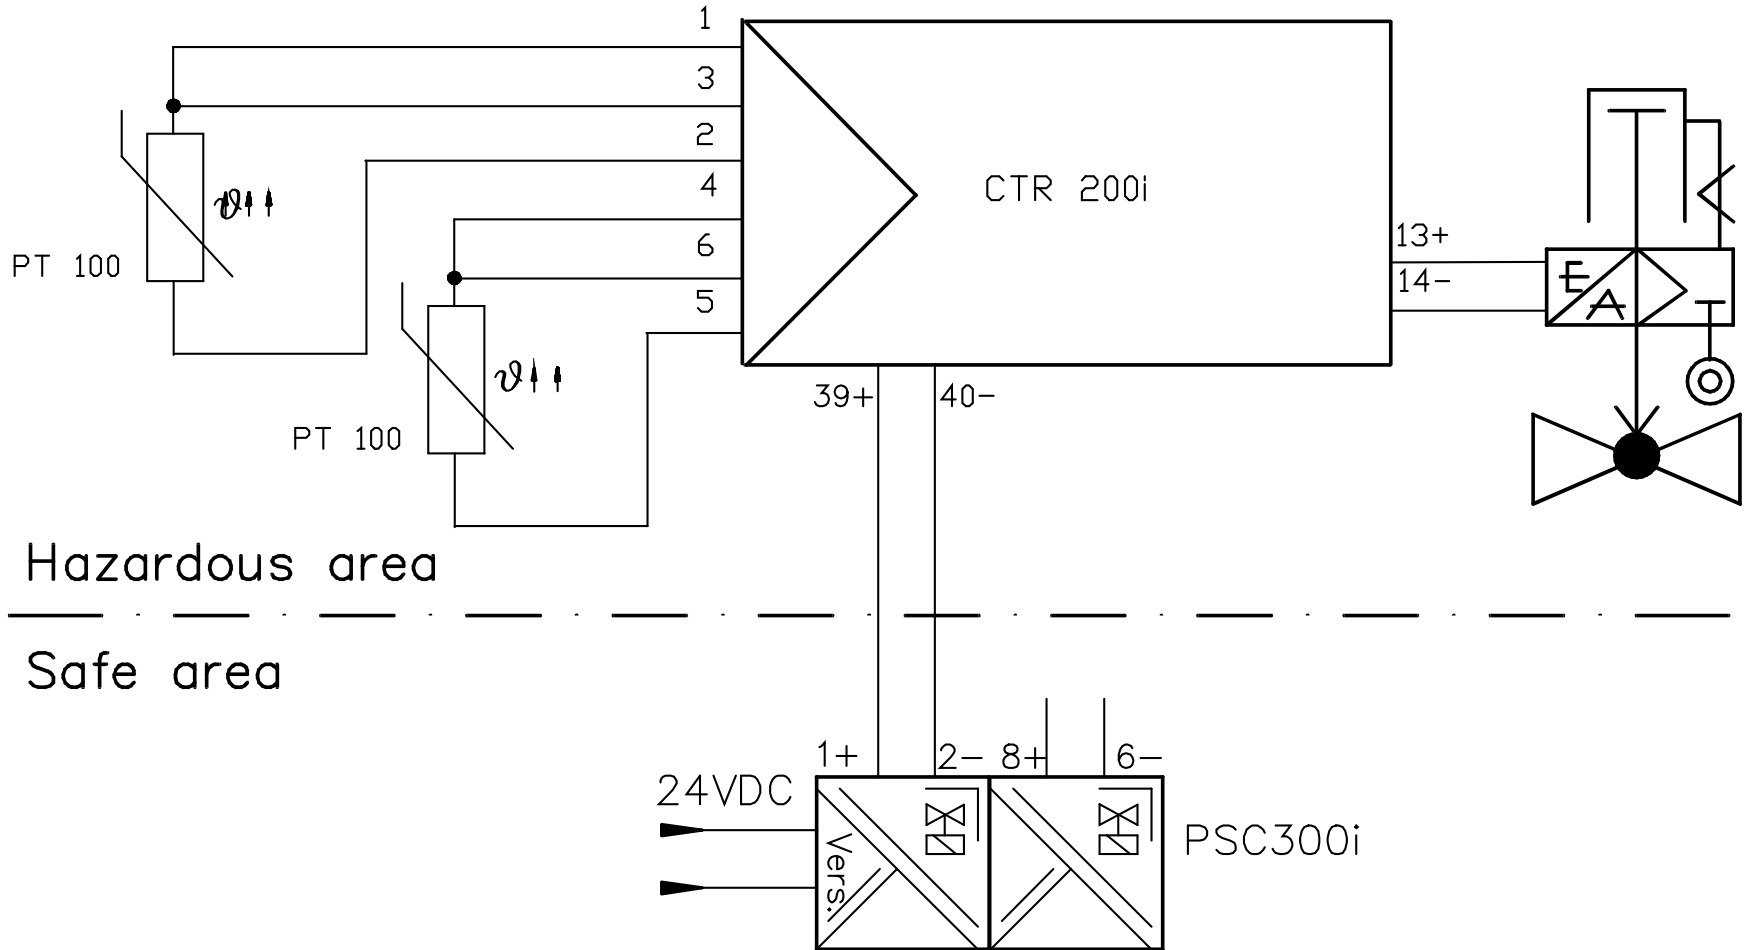 1
3
2
4
6
5
CTR 200i
ϑ
PT 100
ϑ
PT 100
13+
14-
E
A
39+
40-
Hazardous area
Safe area
1+
2-
8+
6-
24VDC
Vers.
PSC300i